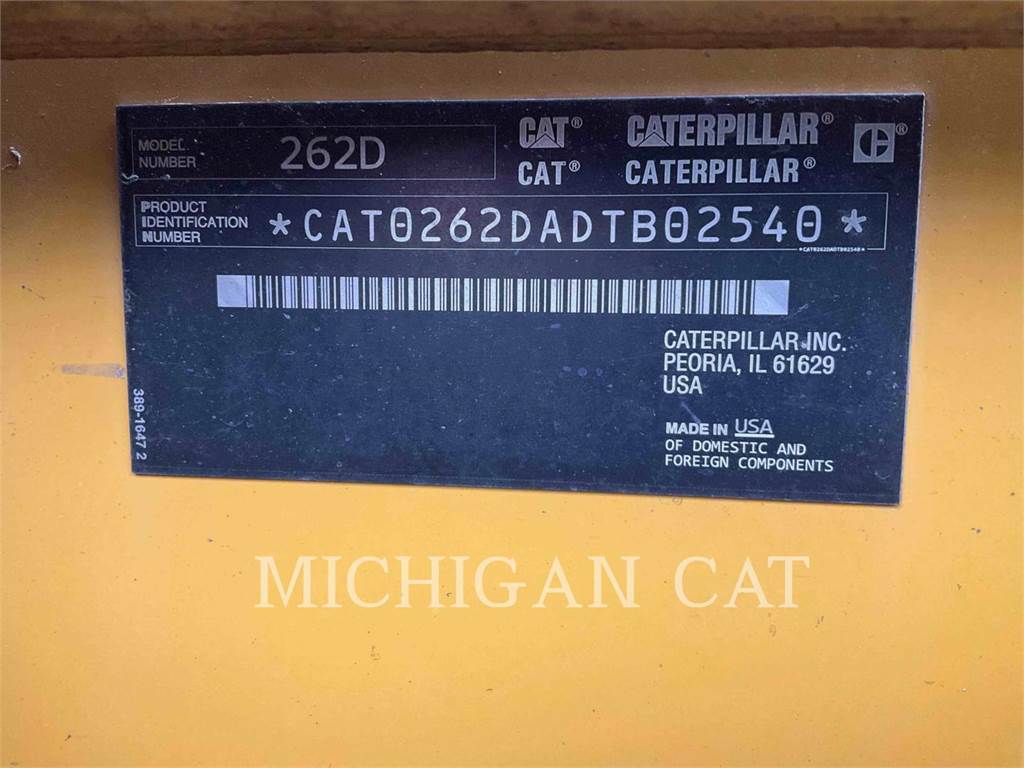 MODEL
NUMBER
262D
CAT® CATERPILLAR® ®
CAT® CATERPILLAR®
PRODUCT
IDENTIFICATION
NUMBER
*CAT0262DADTB02540*
*CAT0262DADTB02540*
CATERPILLAR INC.
PEORIA, IL 61629
USA
MADE IN USA
OF DOMESTIC AND
FOREIGN COMPONENTS
389-1647 2
MICHIGAN CAT